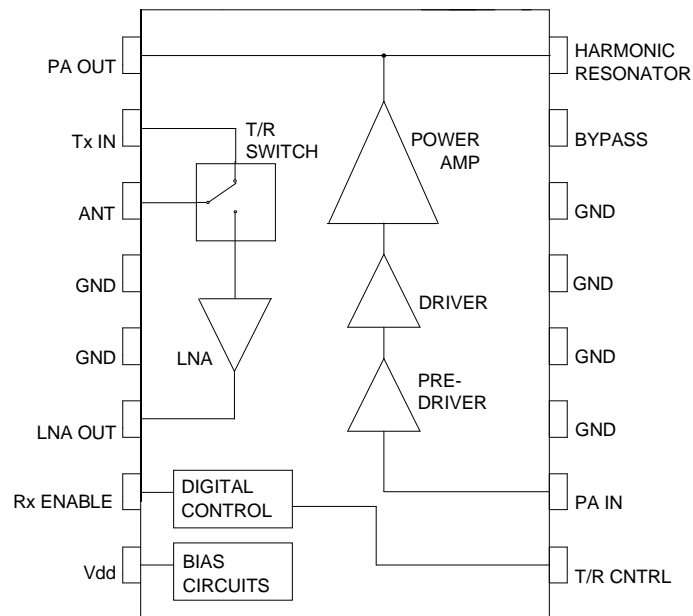 PA OUT
HARMONIC
RESONATOR
Tx IN
T/R
SWITCH
POWER
AMP
BYPASS
ANT
GND
GND
DRIVER
GND
GND
LNA
PRE-
DRIVER
GND
LNA OUT
GND
Rx ENABLE
DIGITAL
CONTROL
PA IN
Vdd
BIAS
CIRCUITS
T/R CNTRL